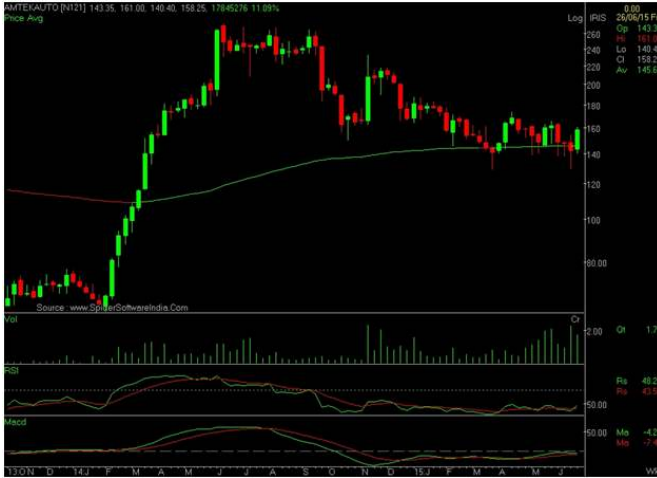 AMTEKAUTO [N121] 143.35, 161.00, 140.40, 158.25, 17845276 11.09%
Price Avg
Log
IRIS
0.00
26/06/15 Fr
Op 143.3
Hi 161.0
Lo 140.4
Cl 158.2
Av 145.6
260
240
220
200
180
160
140
120
100
80.00
Source : www.SpiderSoftwareIndia.Com
Vol
Cr
2.00
Qt 1.7
RSI
50.00
Rs 48.2
Rs 43.5
Macd
50.00
Ma -4.2
Ma -7.4
13:O N D 14:J F M A M J J A S O N D 15:J F M A M J
Wk